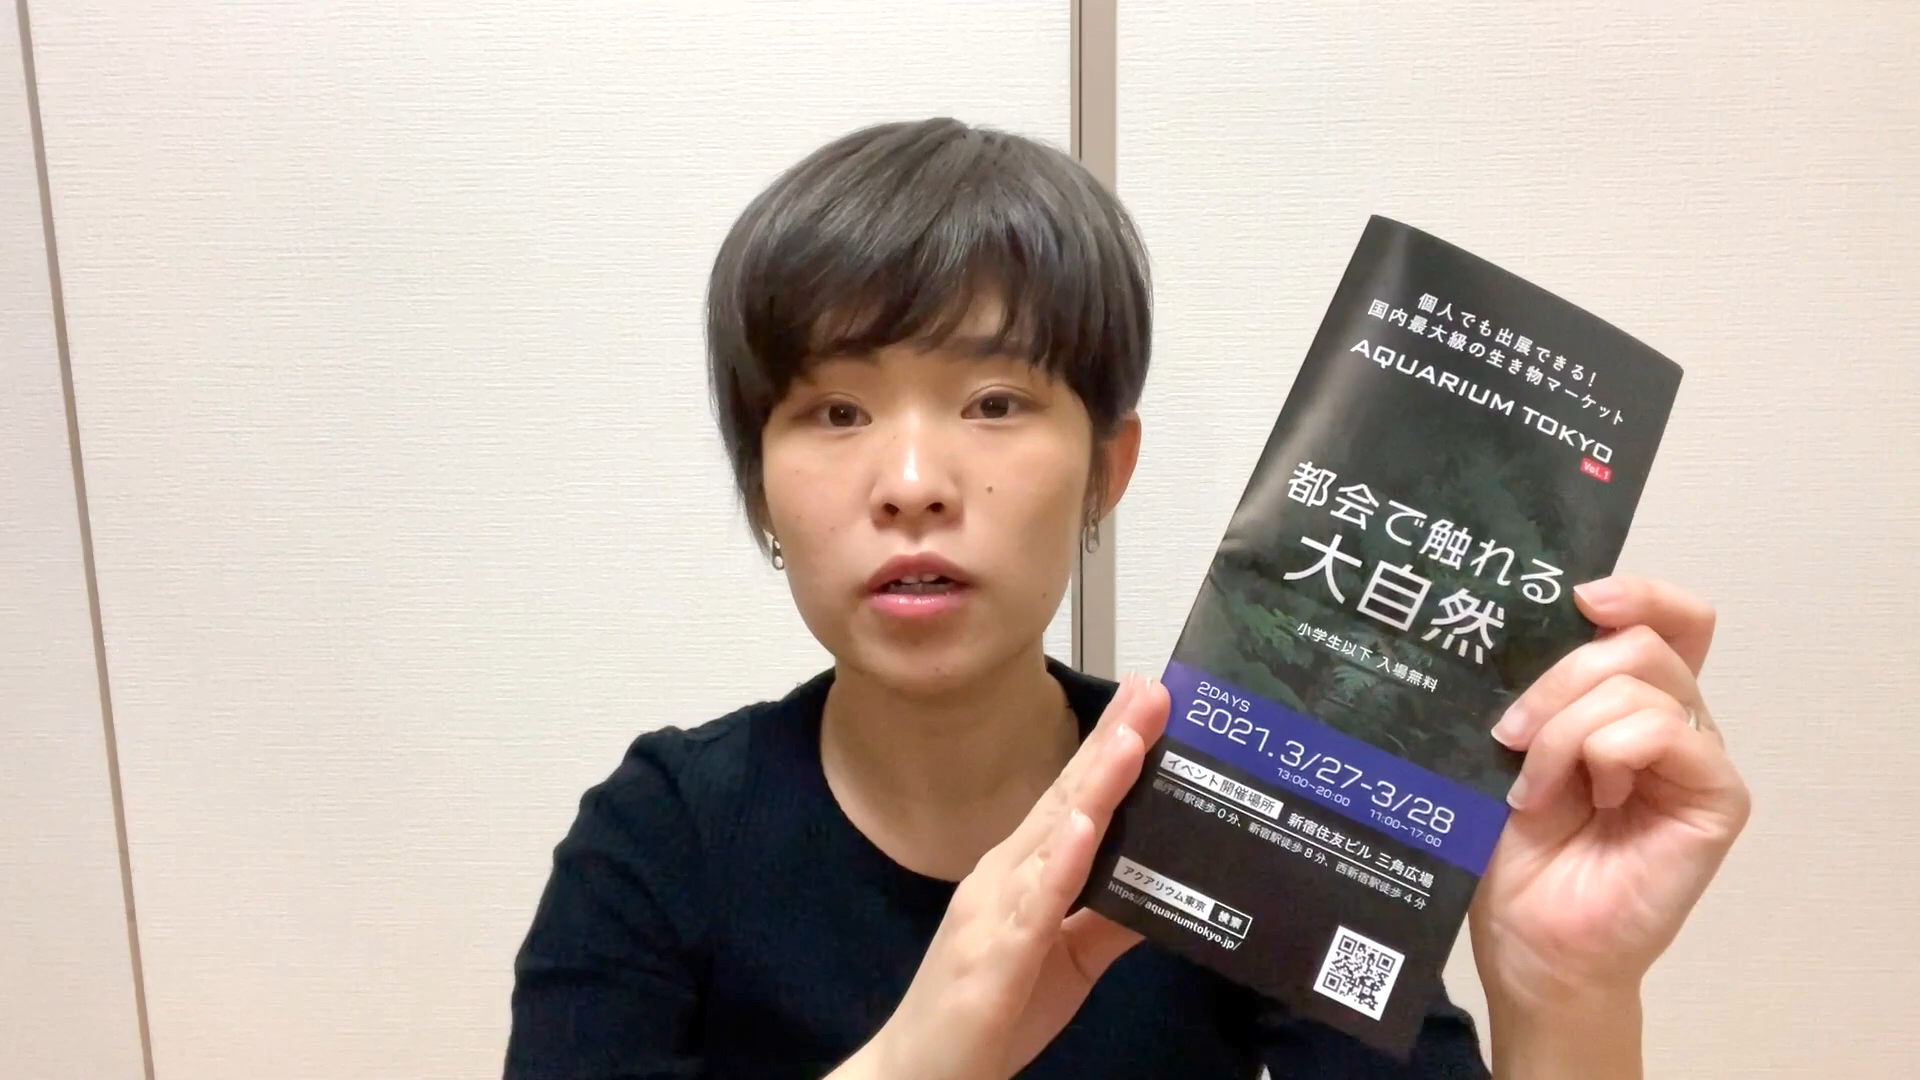 個人でも出展できる!
国内最大級の生き物マーケット
AQUARIUM TOKYO
Vol.1
都会で触れる
大自然
小学生以下 入場無料
2DAYS
2021.3/27-3/28
13:00~20:00 11:00~17:00
イベント開催場所 新宿住友ビル 三角広場
都庁前駅徒歩0分、新宿駅徒歩8分、西新宿駅徒歩4分
アクアリウム東京 検索
https://aquariumtokyo.jp/